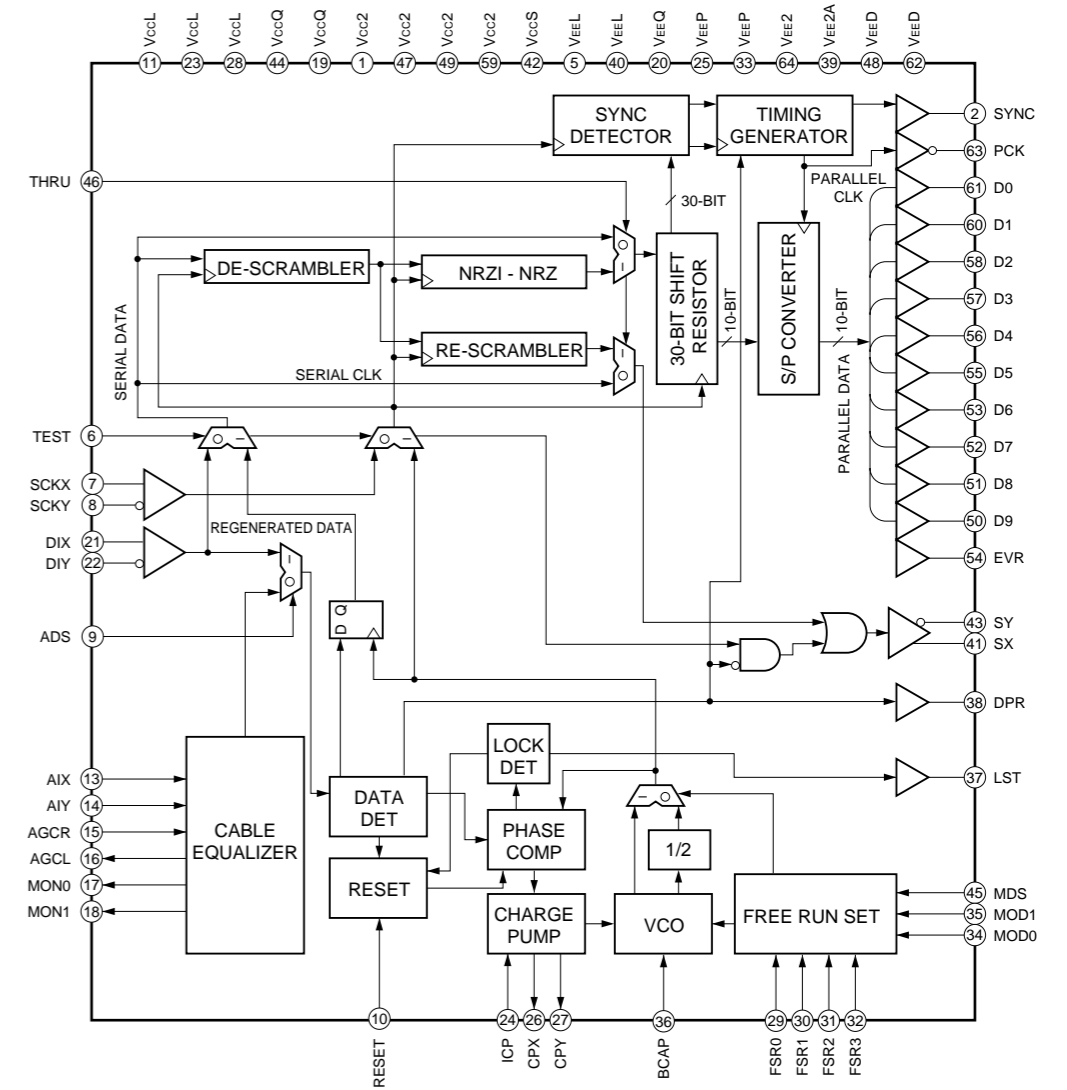 VCCL VCCL VCCL VCCQ VCCQ VCC2 VCC2 VCC2 VCC2 VCCS VEEL VEEL VEEQ VEEP VEEP VEE2 VEE2A VEED VEED
11 23 28 44 19 1 47 49 59 42 5 40 20 25 33 64 39 48 62
SYNC
DETECTOR
TIMING
GENERATOR
2 SYNC
63 PCK
PARALLEL
CLK
THRU 46
61 D0
30-BIT
60 D1
DE-SCRAMBLER
NRZI - NRZ
O
I
30-BIT SHIFT
RESISTOR
S/P CONVERTER
58 D2
57 D3
10-BIT
10-BIT
56 D4
SERIAL DATA
RE-SCRAMBLER
I
O
SERIAL CLK
55 D5
53 D6
PARALLEL DATA
TEST 6
O I
O I
52 D7
SCKX 7
SCKY 8
51 D8
REGENERATED DATA
50 D9
DIX 21
DIY 22
I
O
54 EVR
D Q
ADS 9
43 SY
41 SX
38 DPR
LOCK
DET
37 LST
AIX 13
AIY 14
AGCR 15
AGCL 16
MON0 17
MON1 18
CABLE
EQUALIZER
DATA
DET
PHASE
COMP
I O
1/2
RESET
CHARGE
PUMP
VCO
FREE RUN SET
45 MDS
35 MOD1
34 MOD0
10 24 26 27 36 29 30 31 32
RESET ICP CPX CPY BCAP FSR0 FSR1 FSR2 FSR3